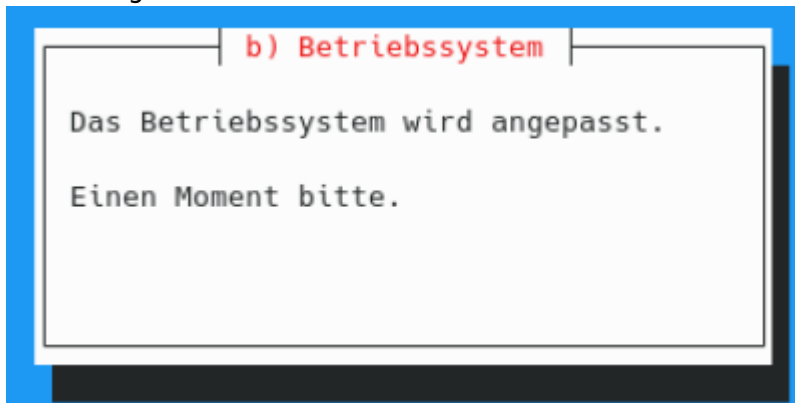 b) Betriebssystem
Das Betriebssystem wird angepasst.
Einen Moment bitte.